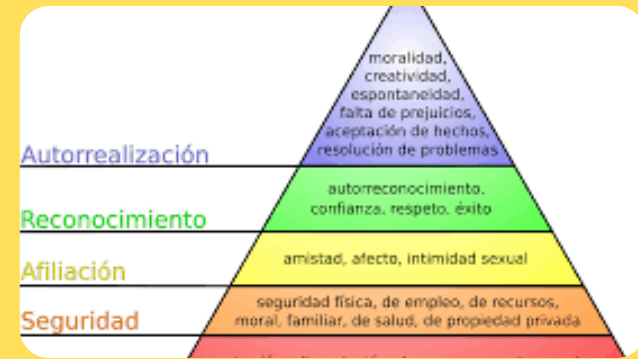 moralidad,
creatividad,
espontaneidad,
falta de prejuicios,
aceptación de hechos,
resolución de problemas
Autorrealización
autorreconocimiento,
confianza, respeto, éxito
Reconocimiento
amistad, afecto, intimidad sexual
Afiliación
seguridad física, de empleo, de recursos,
moral, familiar, de salud, de propiedad privada
Seguridad